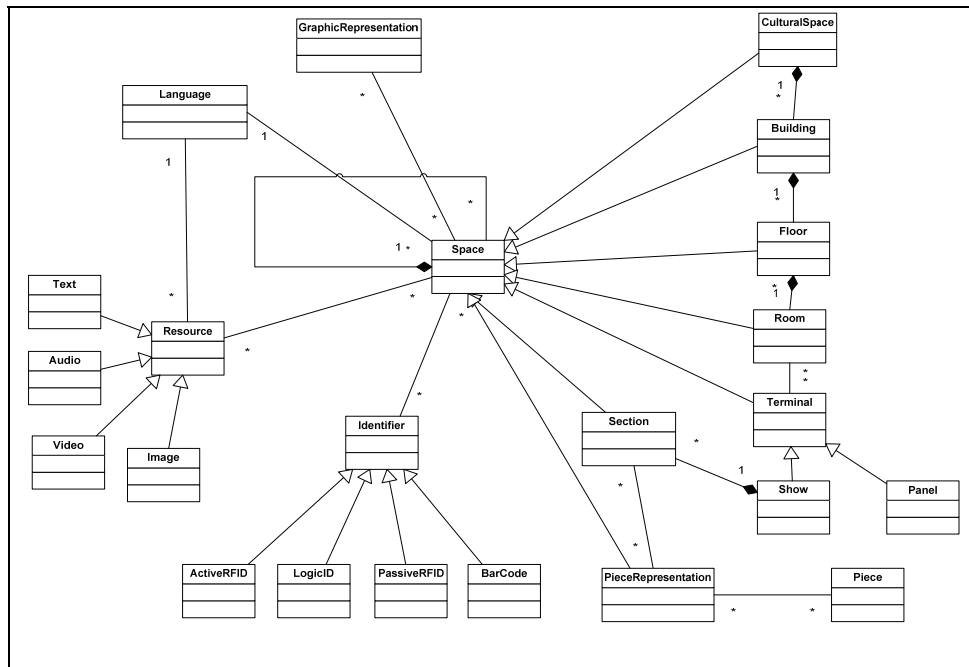 GraphicRepresentation
CulturalSpace
*
1
*
Language
1
1
Building
1
*
*
*
Floor
1 *
Space
*
1
Text
*
*
*
*
Room
Resource
*
Audio
*
*
*
Terminal
Identifier
Section
*
Video
Image
1
*
Show
Panel
*
ActiveRFID
LogicID
PassiveRFID
BarCode
PieceRepresentation
Piece
*
*